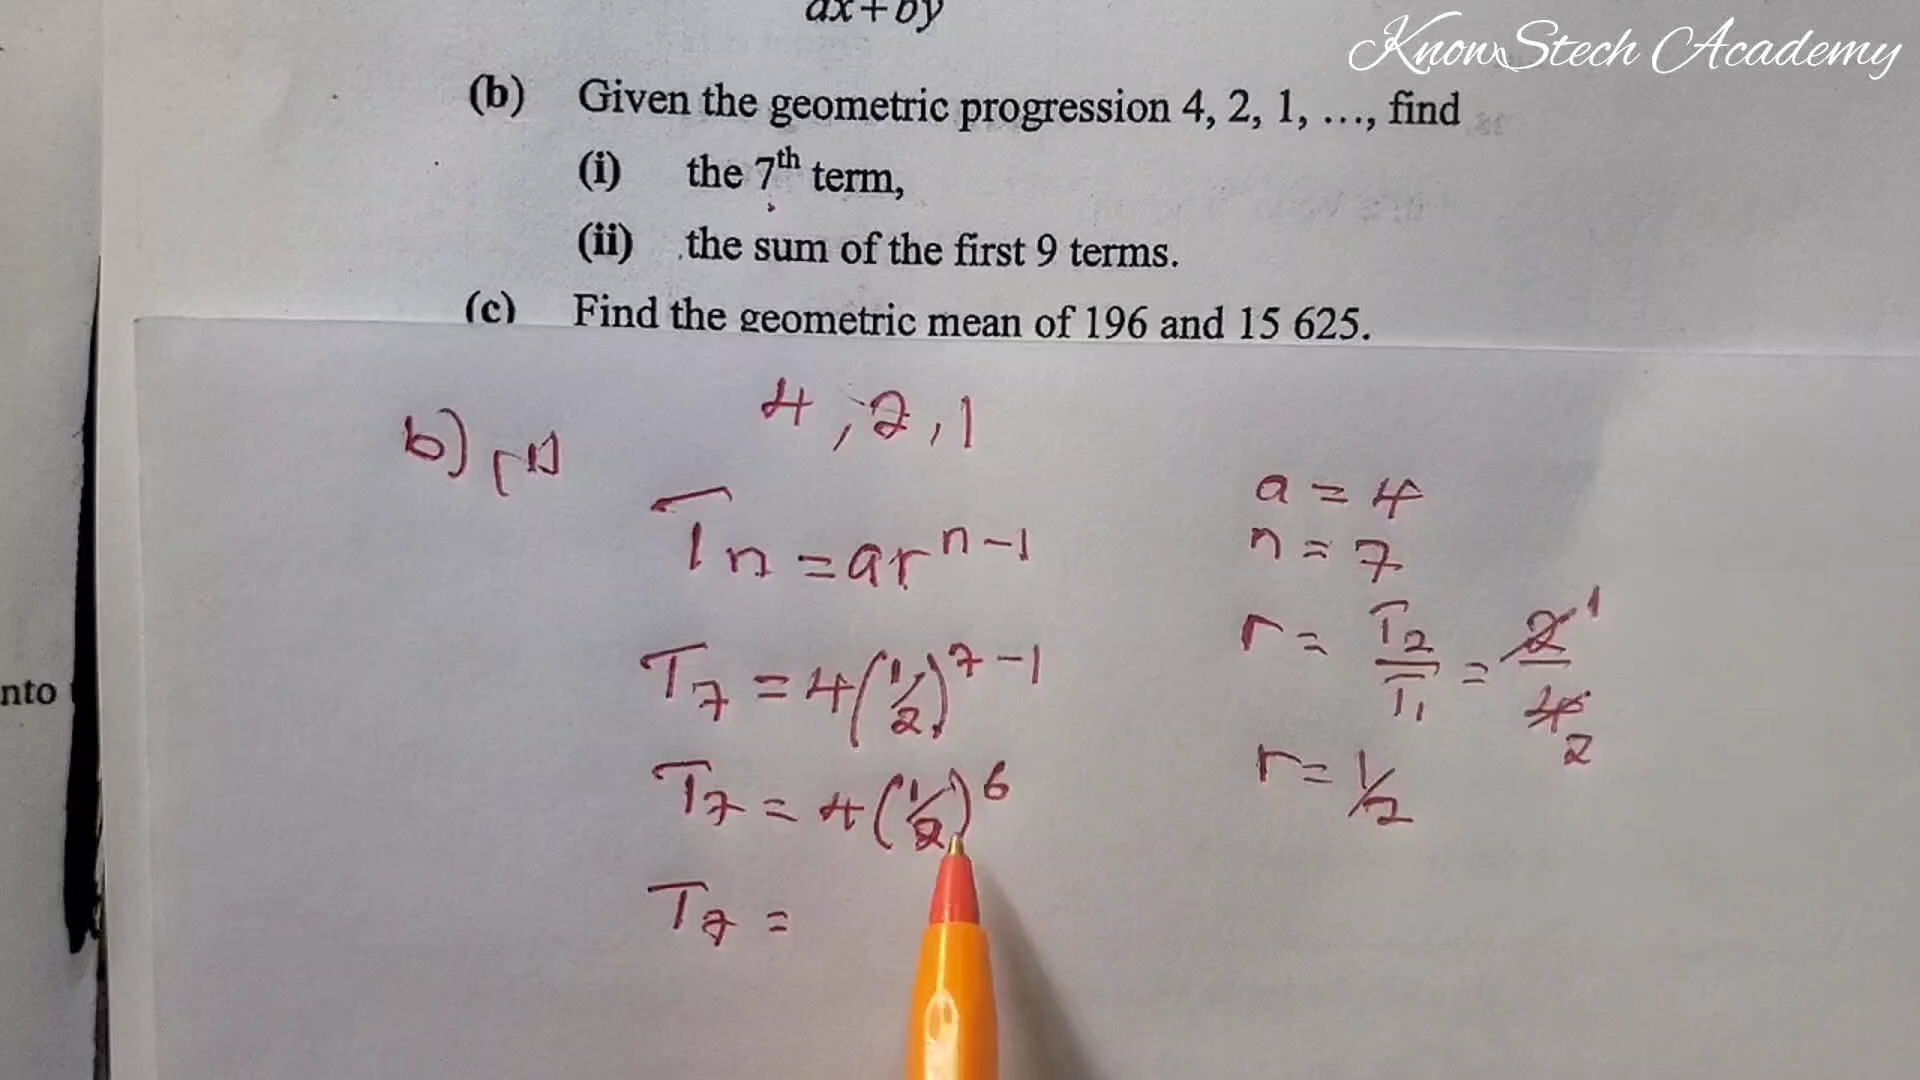 ax+by
KnowStech Academy
(b) Given the geometric progression 4, 2, 1, ..., find
(i) the 7th term,
(ii) the sum of the first 9 terms.
(c) Find the geometric mean of 196 and 15 625.
nto
b)
4, 2, 1
Tn = ar^n-1
T7 = 4(1/2)^7-1
T7 = 4(1/2)^6
T7 =
a = 4
n = 7
r = T2/T1 = 2/4 1 2
r = 1/2